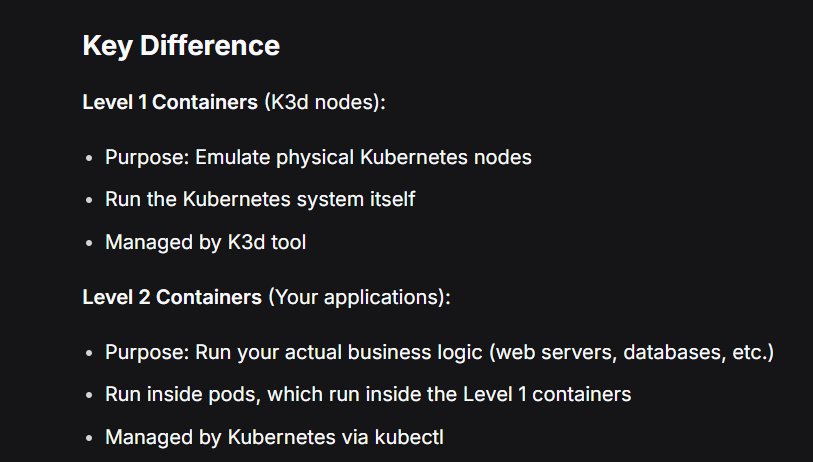 Key Difference
Level 1 Containers (K3d nodes):
• Purpose: Emulate physical Kubernetes nodes
• Run the Kubernetes system itself
• Managed by K3d tool
Level 2 Containers (Your applications):
• Purpose: Run your actual business logic (web servers, databases, etc.)
• Run inside pods, which run inside the Level 1 containers
• Managed by Kubernetes via kubectl